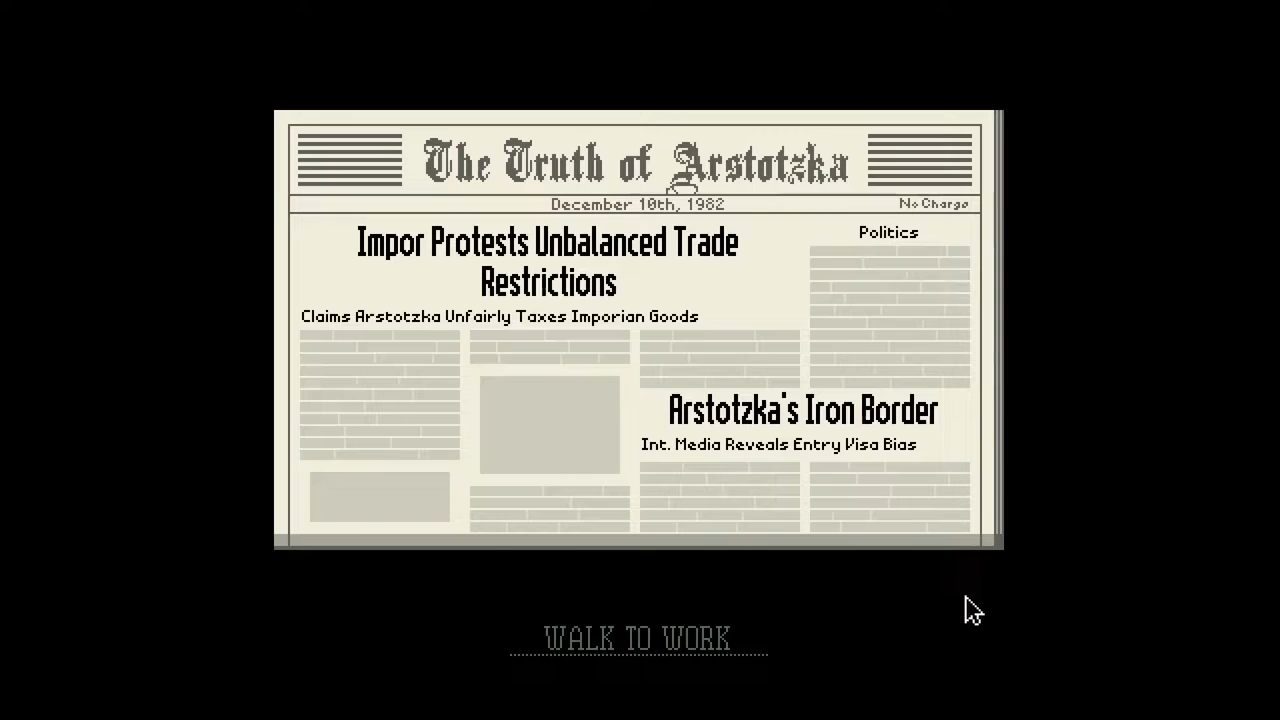 The Truth of Arstotzka
December 10th, 1982
No Charge
Impor Protests Unbalanced Trade
Restrictions
Claims Arstotzka Unfairly Taxes Imporian Goods
Politics
Arstotzka's Iron Border
Int. Media Reveals Entry Visa Bias
WALK TO WORK